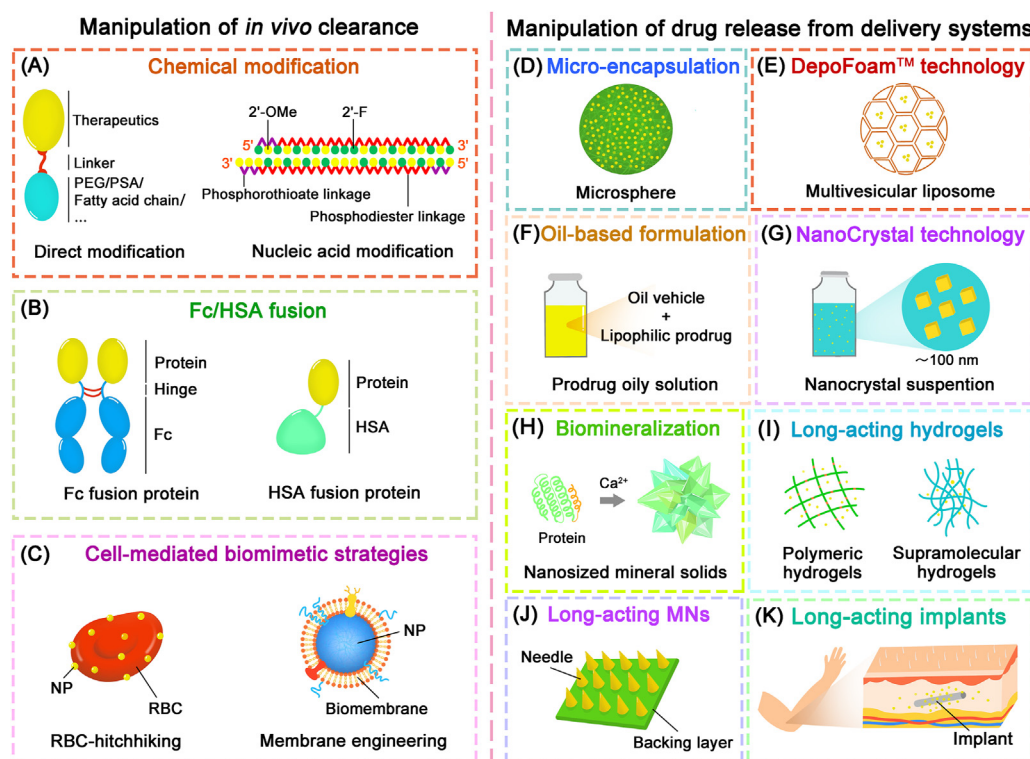 Manipulation of in vivo clearance
(A) Chemical modification
Therapeutics
Linker
PEG/PSA/
Fatty acid chain/
...
Direct modification
2'-OMe
2'-F
5'
3'
3'
5'
Phosphorothioate linkage
Phosphodiester linkage
Nucleic acid modification
(B) Fc/HSA fusion
Protein
Hinge
Fc
Fc fusion protein
Protein
HSA
HSA fusion protein
(C) Cell-mediated biomimetic strategies
NP
RBC
RBC-hitchhiking
NP
Biomembrane
Membrane engineering
Manipulation of drug release from delivery systems
(D) Micro-encapsulation
Microsphere
(E) DepoFoam™ technology
Multivesicular liposome
(F) Oil-based formulation
Oil vehicle
+
Lipophilic prodrug
Prodrug oily solution
(G) NanoCrystal technology
~100 nm
Nanocrystal suspention
(H) Biomineralization
Protein
Ca²⁺
Nanosized mineral solids
(I) Long-acting hydrogels
Polymeric
hydrogels
Supramolecular
hydrogels
(J) Long-acting MNs
Needle
Backing layer
(K) Long-acting implants
Implant